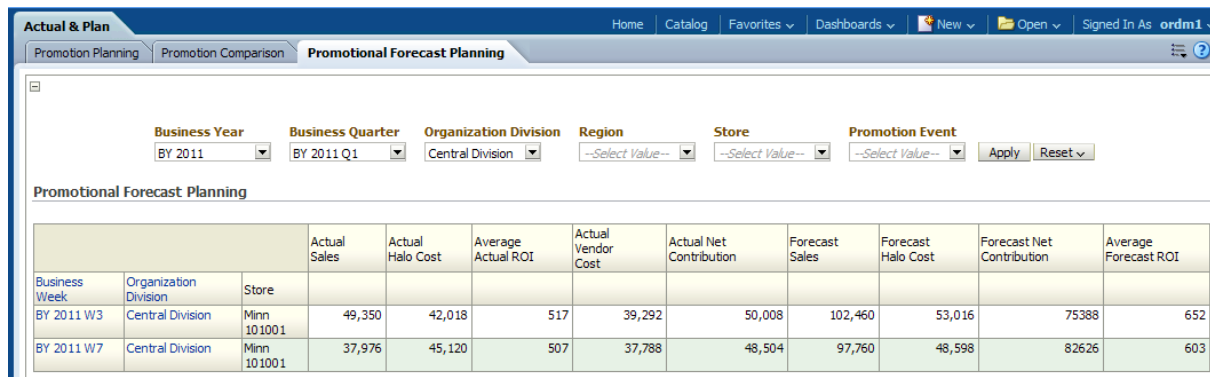 Actual & Plan Home Catalog Favorites Dashboards New Open Signed In As ordm1
Promotion Planning Promotion Comparison Promotional Forecast Planning
Business Year Business Quarter Organization Division Region Store Promotion Event
BY 2011 BY 2011 Q1 Central Division --Select Value-- --Select Value-- --Select Value-- Apply Reset
Promotional Forecast Planning
Actual Sales Actual Halo Cost Average Actual ROI Actual Vendor Cost Actual Net Contribution Forecast Sales Forecast Halo Cost Forecast Net Contribution Average Forecast ROI
Business Week Organization Division Store
BY 2011 W3 Central Division Minn 101001 49,350 42,018 517 39,292 50,008 102,460 53,016 75388 652
BY 2011 W7 Central Division Minn 101001 37,976 45,120 507 37,788 48,504 97,760 48,598 82626 603